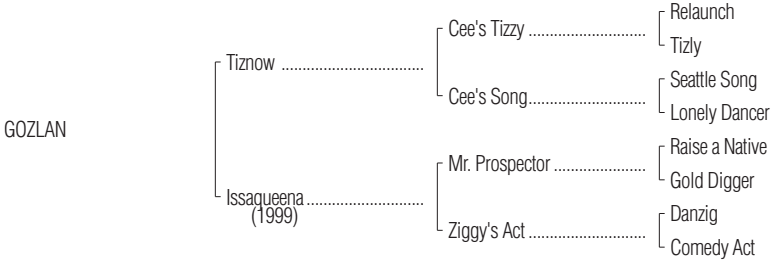 GOZLAN
Tiznow
Issaqueena
(1999)
Cee's Tizzy
Cee's Song
Mr. Prospector
Ziggy's Act
Relaunch
Tizly
Seattle Song
Lonely Dancer
Raise a Native
Gold Digger
Danzig
Comedy Act